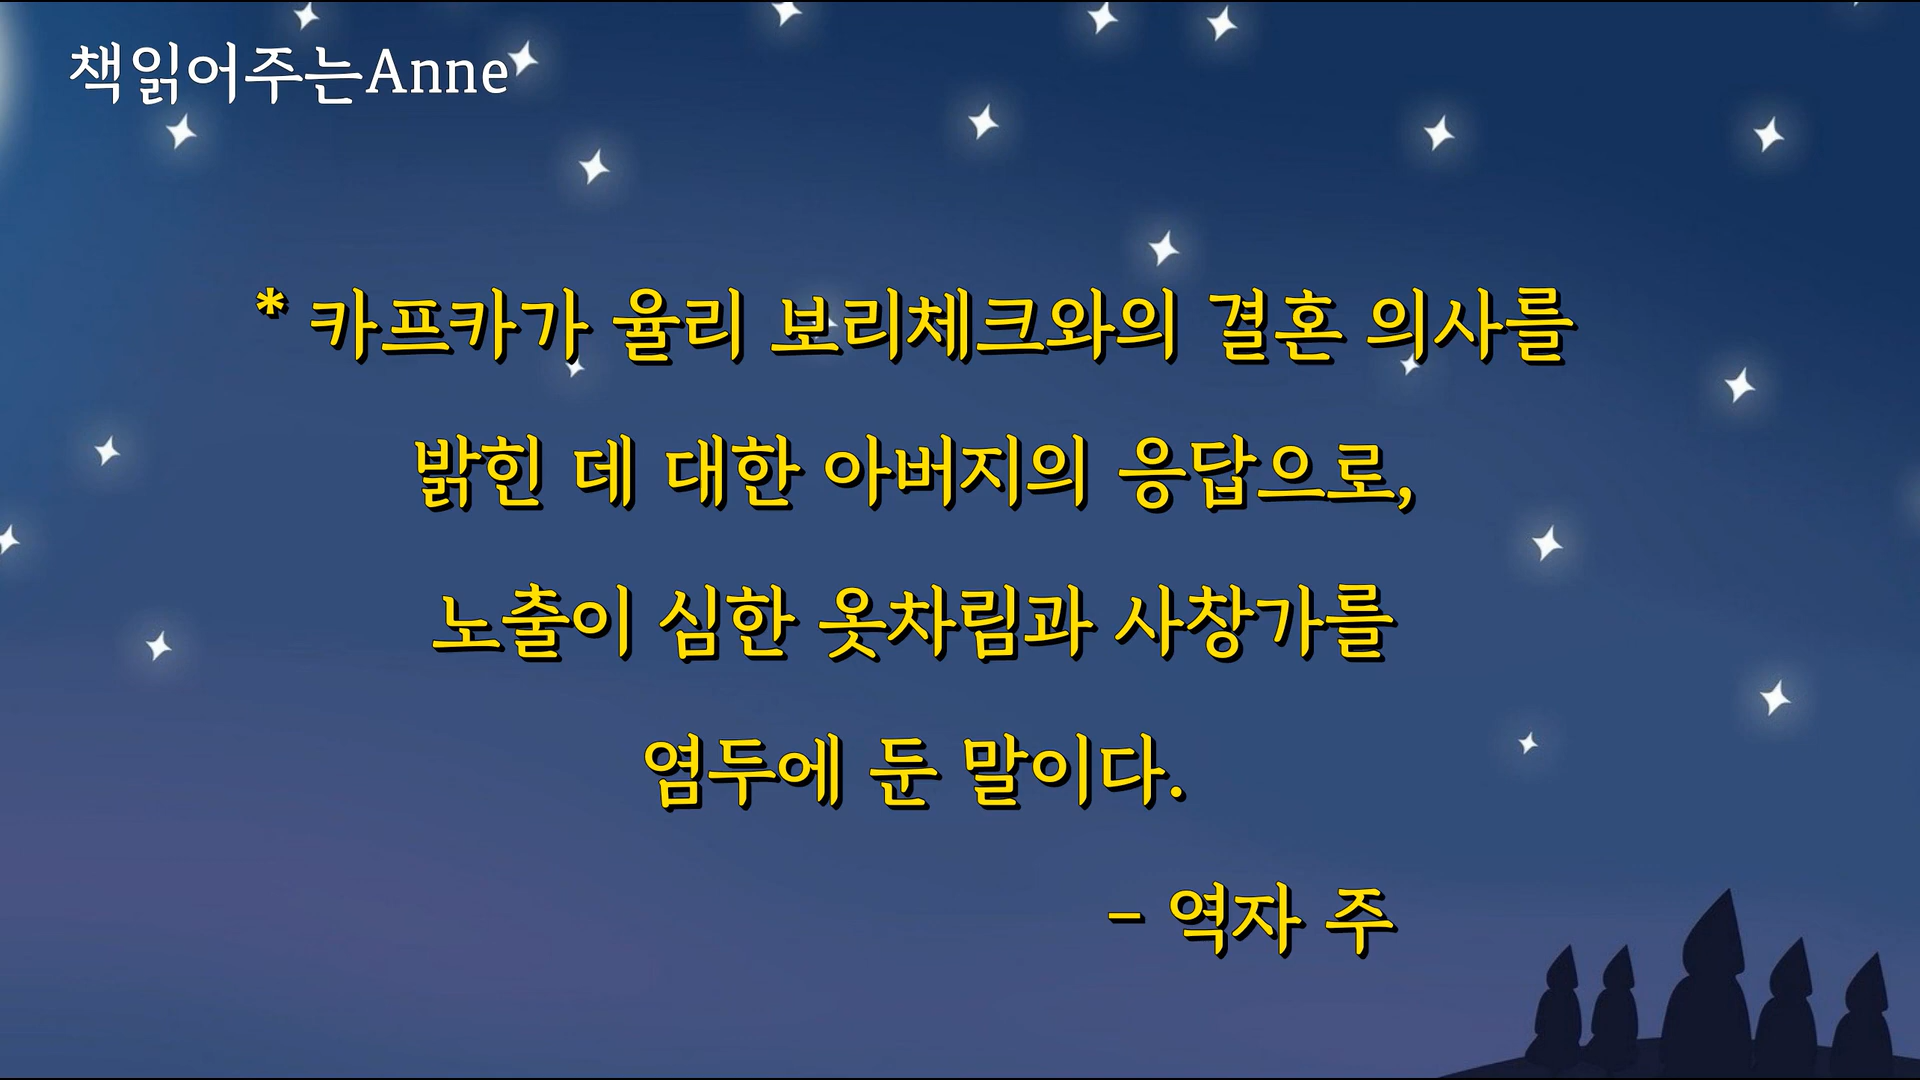 책읽어주는Anne
* 카프카가 율리 보리체크와의 결혼 의사를
밝힌 데 대한 아버지의 응답으로,
노출이 심한 옷차림과 사창가를
염두에 둔 말이다.
- 역자 주